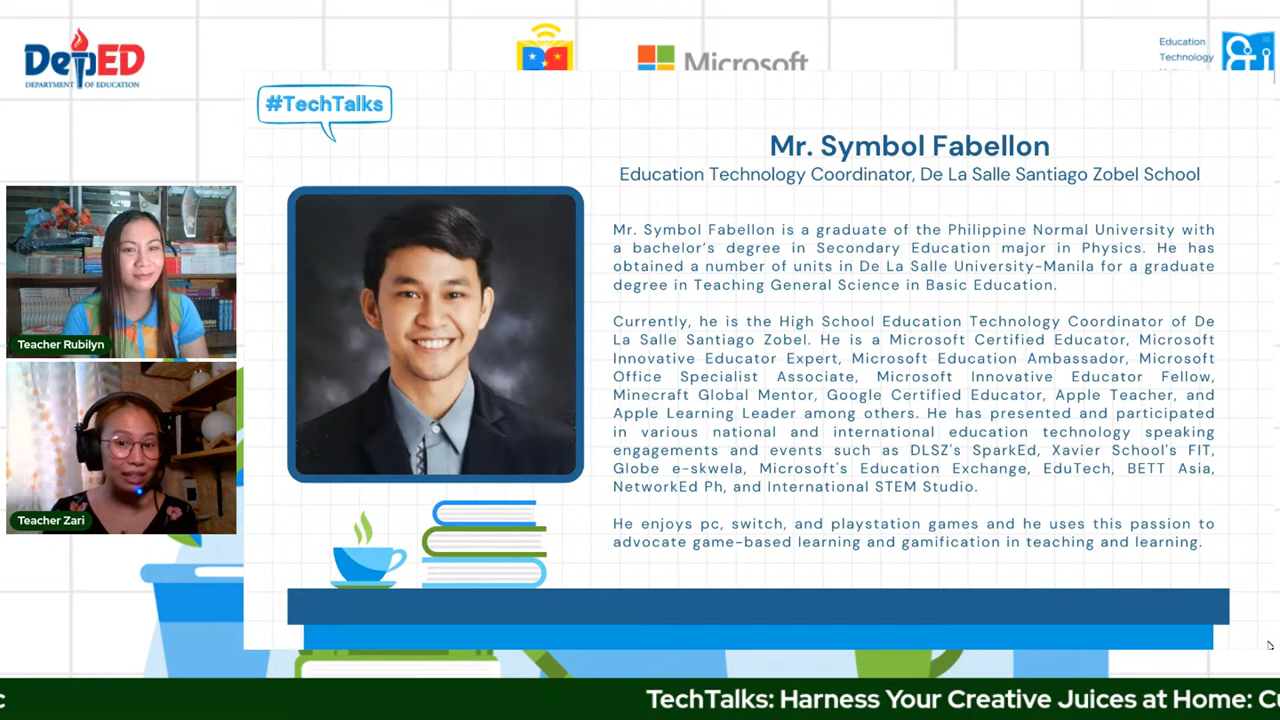 DepED
DEPARTMENT OF EDUCATION
Microsoft
Education
Technology
#TechTalks
Mr. Symbol Fabellon
Education Technology Coordinator, De La Salle Santiago Zobel School
Mr. Symbol Fabellon is a graduate of the Philippine Normal University with
a bachelor's degree in Secondary Education major in Physics. He has
obtained a number of units in De La Salle University-Manila for a graduate
degree in Teaching General Science in Basic Education.
Currently, he is the High School Education Technology Coordinator of De
La Salle Santiago Zobel. He is a Microsoft Certified Educator, Microsoft
Innovative Educator Expert, Microsoft Education Ambassador, Microsoft
Office Specialist Associate, Microsoft Innovative Educator Fellow,
Minecraft Global Mentor, Google Certified Educator, Apple Teacher, and
Apple Learning Leader among others. He has presented and participated
in various national and international education technology speaking
engagements and events such as DLSZ's SparkEd, Xavier School's FIT,
Globe e-skwela, Microsoft's Education Exchange, EduTech, BETT Asia,
NetworkEd Ph, and International STEM Studio.
He enjoys pc, switch, and playstation games and he uses this passion to
advocate game-based learning and gamification in teaching and learning.
Teacher Rubilyn
Teacher Zari
c
TechTalks: Harness Your Creative Juices at Home: Cu